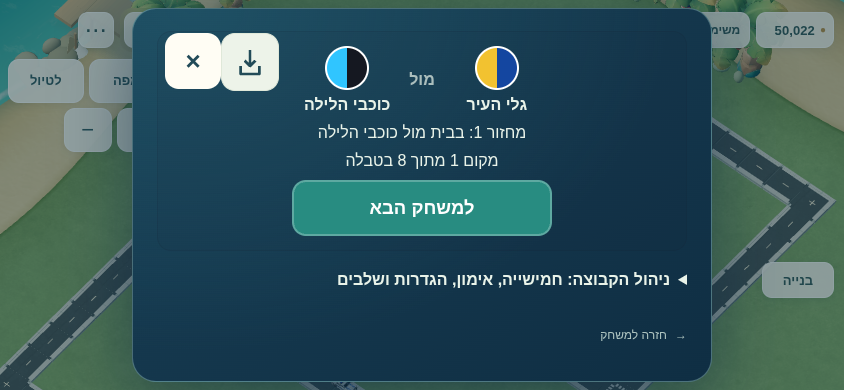 50,022
משימ
...
מפה
לטיול
–
בנייה
גלי העיר
מול
כוכבי הלילה
מחזור 1: בבית מול כוכבי הלילה
מקום 1 מתוך 8 בטבלה
למשחק הבא
ניהול הקבוצה: חמישייה, אימון, הגדרות ושלבים
→ חזרה למשחק